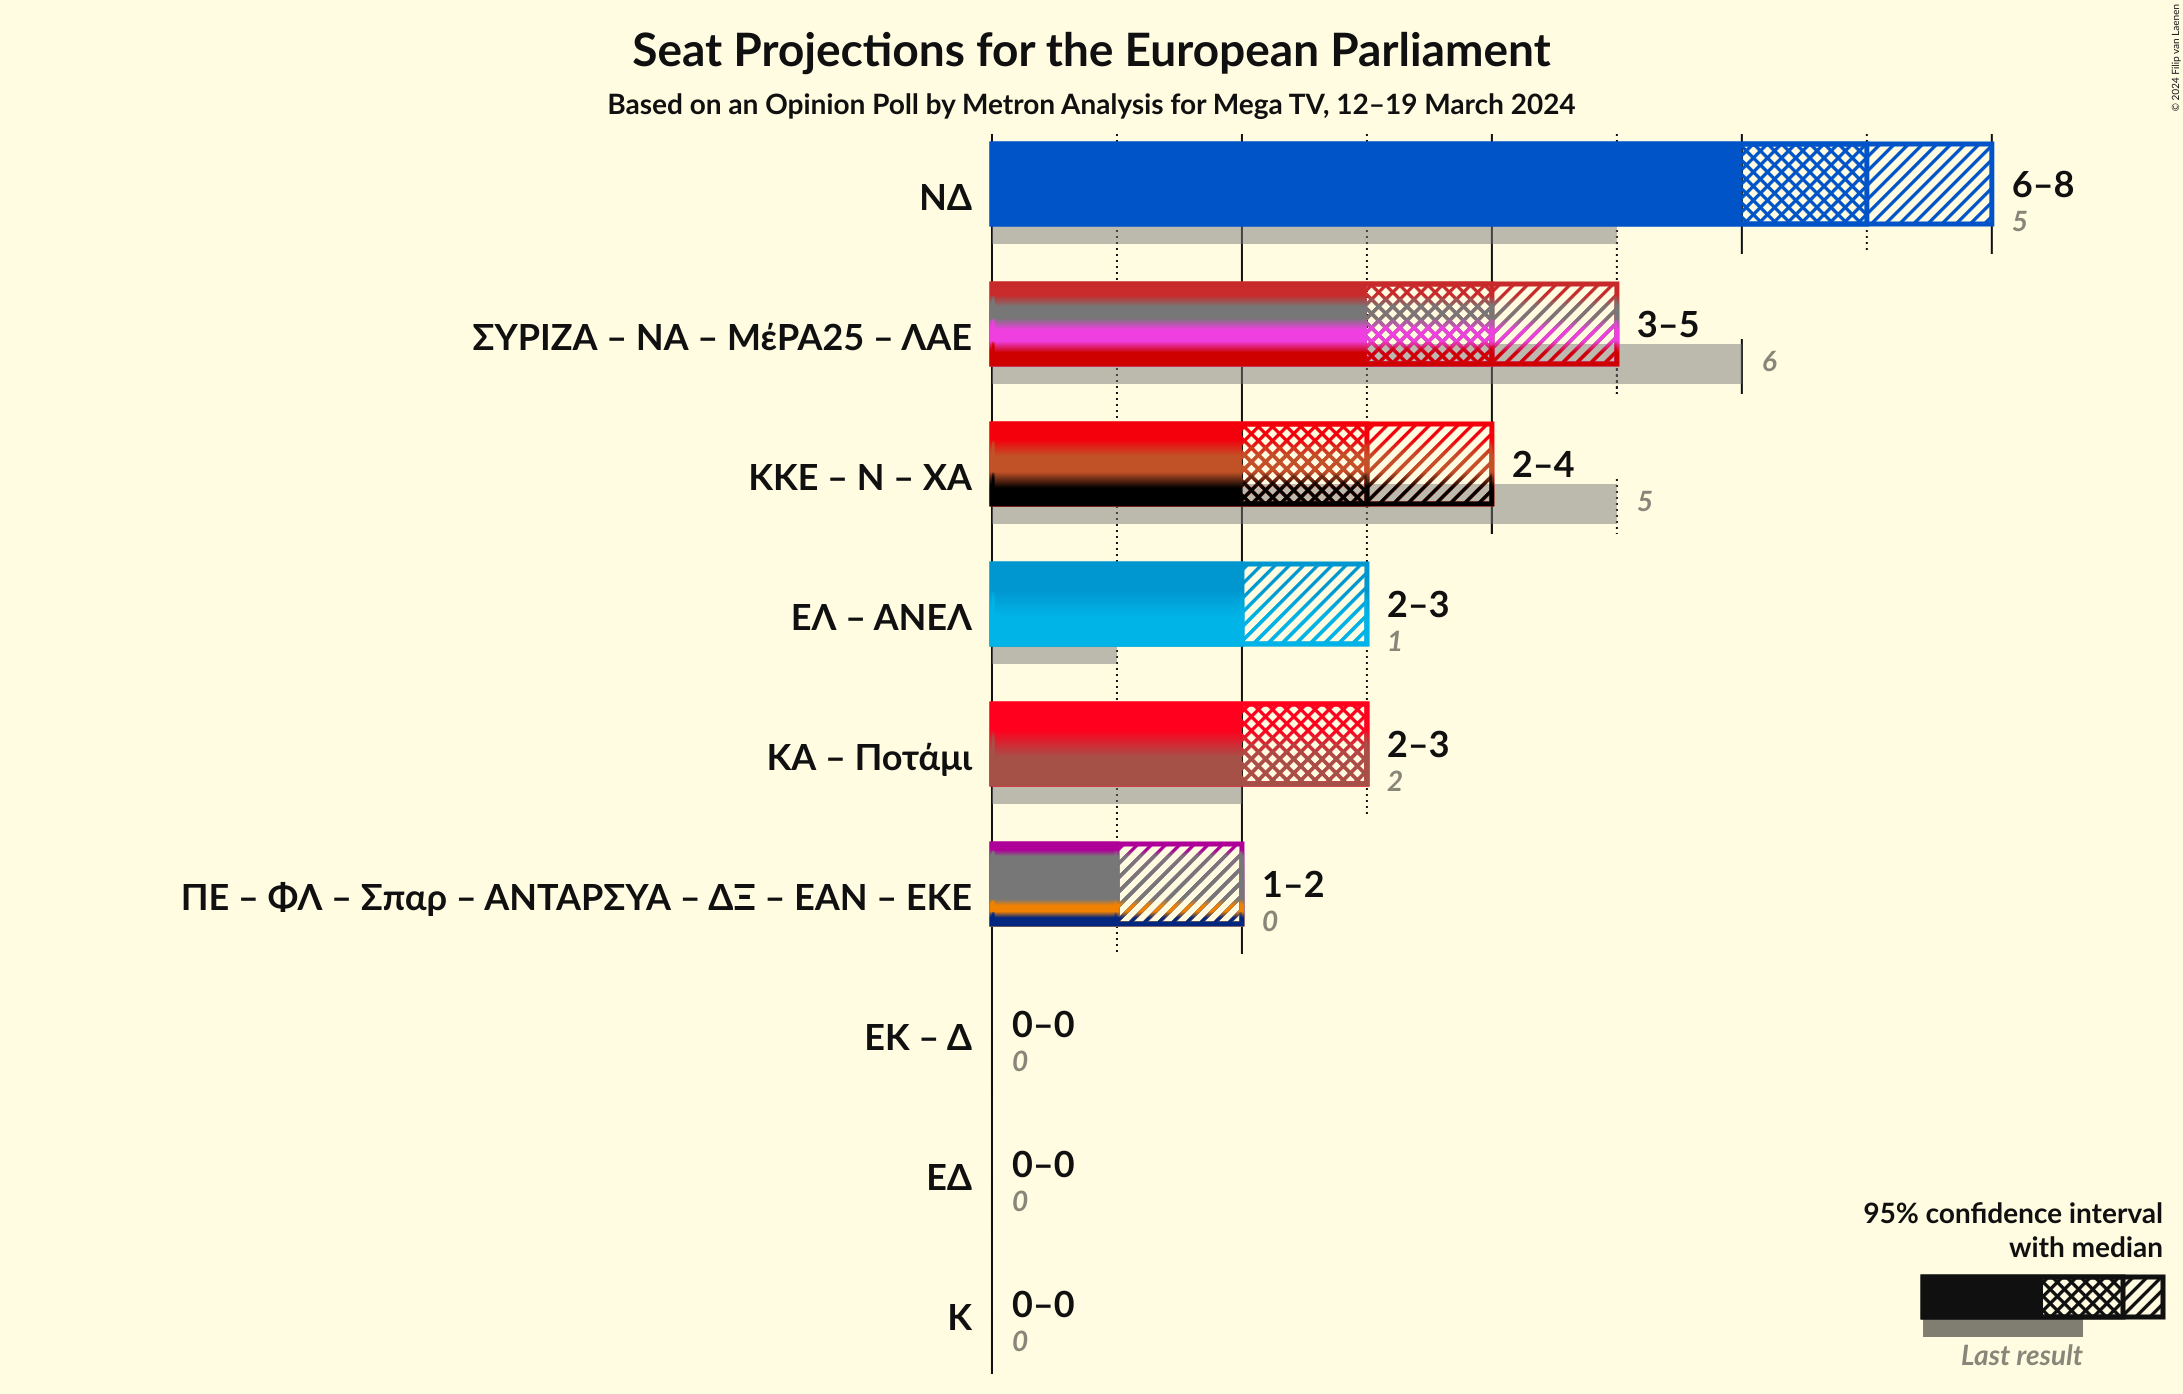 Seat Projections for the European Parliament
Based on an Opinion Poll by Metron Analysis for Mega TV, 12–19 March 2024
© 2024 Filip van Laenen
ΝΔ
6–8
5
ΣΥΡΙΖΑ – ΝΑ – ΜέΡΑ25 – ΛΑΕ
3–5
6
ΚΚΕ – Ν – ΧΑ
2–4
5
ΕΛ – ΑΝΕΛ
2–3
1
ΚΑ – Ποτάμι
2–3
2
ΠΕ – ΦΛ – Σπαρ – ΑΝΤΑΡΣΥΑ – ΔΞ – ΕΑΝ – ΕΚΕ
1–2
0
ΕΚ – Δ
0–0
0
ΕΔ
0–0
0
Κ
0–0
0
95% confidence interval
with median
Last result